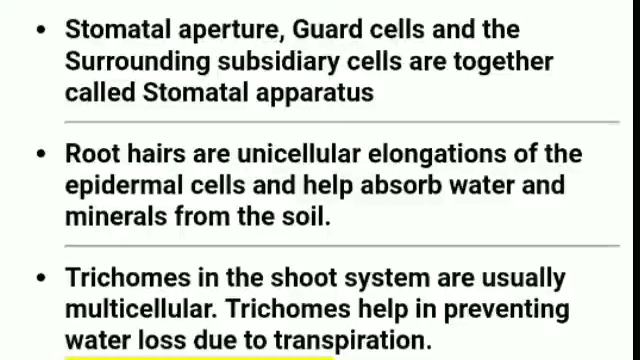 • Stomatal aperture, Guard cells and the
Surrounding subsidiary cells are together
called Stomatal apparatus
• Root hairs are unicellular elongations of the
epidermal cells and help absorb water and
minerals from the soil.
• Trichomes in the shoot system are usually
multicellular. Trichomes help in preventing
water loss due to transpiration.